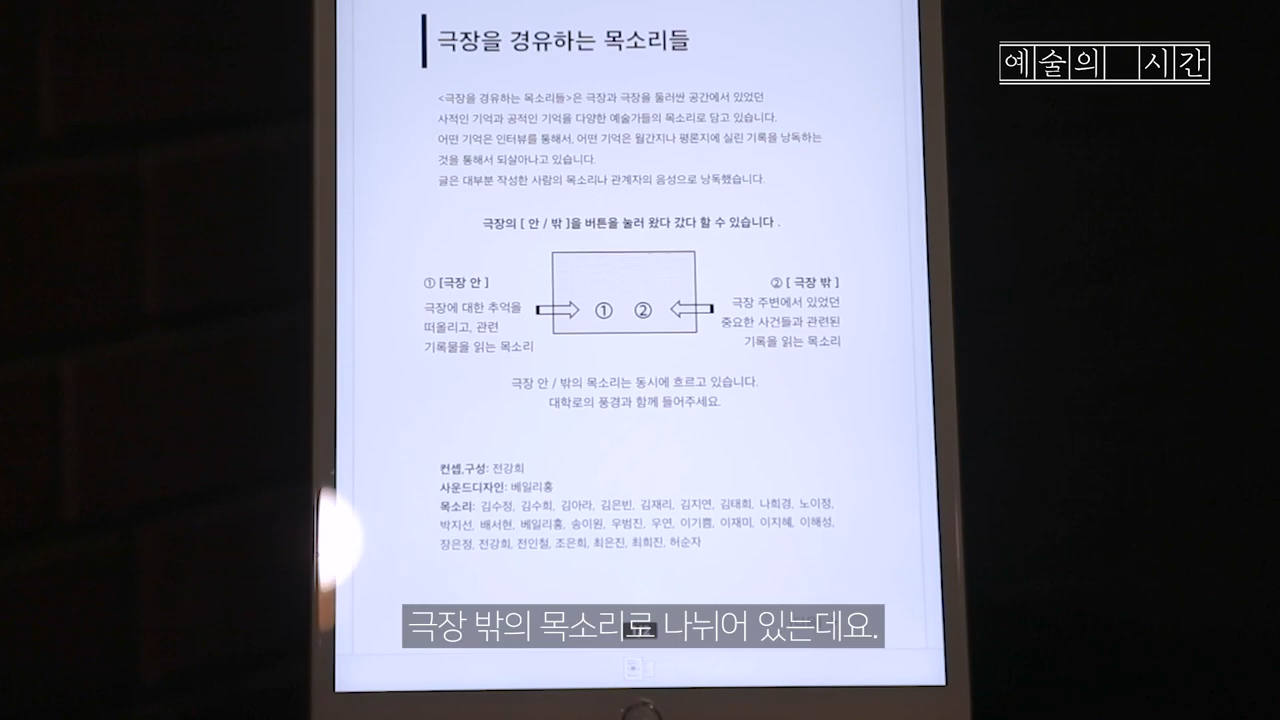 극장을 경유하는 목소리들
예술의 시간
<극장을 경유하는 목소리들>은 극장과 극장을 둘러싼 공간에서 있었던
사적인 기억과 공적인 기억을 다양한 예술가들의 목소리로 담고 있습니다.
어떤 기억은 인터뷰를 통해서, 어떤 기억은 월간지나 평론지에 실린 기록을 낭독하는
것을 통해서 되살아나고 있습니다.
글은 대부분 작성한 사람의 목소리나 관계자의 음성으로 낭독했습니다.
극장의 [ 안 / 밖 ]을 버튼을 눌러 왔다 갔다 할 수 있습니다 .
① [극장 안 ]
극장에 대한 추억을
떠올리고, 관련
기록물을 읽는 목소리
① ②
② [ 극장 밖 ]
극장 주변에서 있었던
중요한 사건들과 관련된
기록을 읽는 목소리
극장 안 / 밖의 목소리는 동시에 흐르고 있습니다.
대학로의 풍경과 함께 들어주세요.
컨셉,구성: 전강희
사운드디자인: 베일리홍
목소리: 김수정, 김수희, 김아라, 김은빈, 김재리, 김지연, 김태희, 나희경, 노이정,
박지선, 배서현, 베일리홍, 송이원, 우범진, 우연, 이기쁨, 이재미, 이지혜, 이해성,
장은정, 전강희, 전인철, 조은희, 최은진, 최희진, 허순자
극장 밖의 목소리로 나뉘어 있는데요.